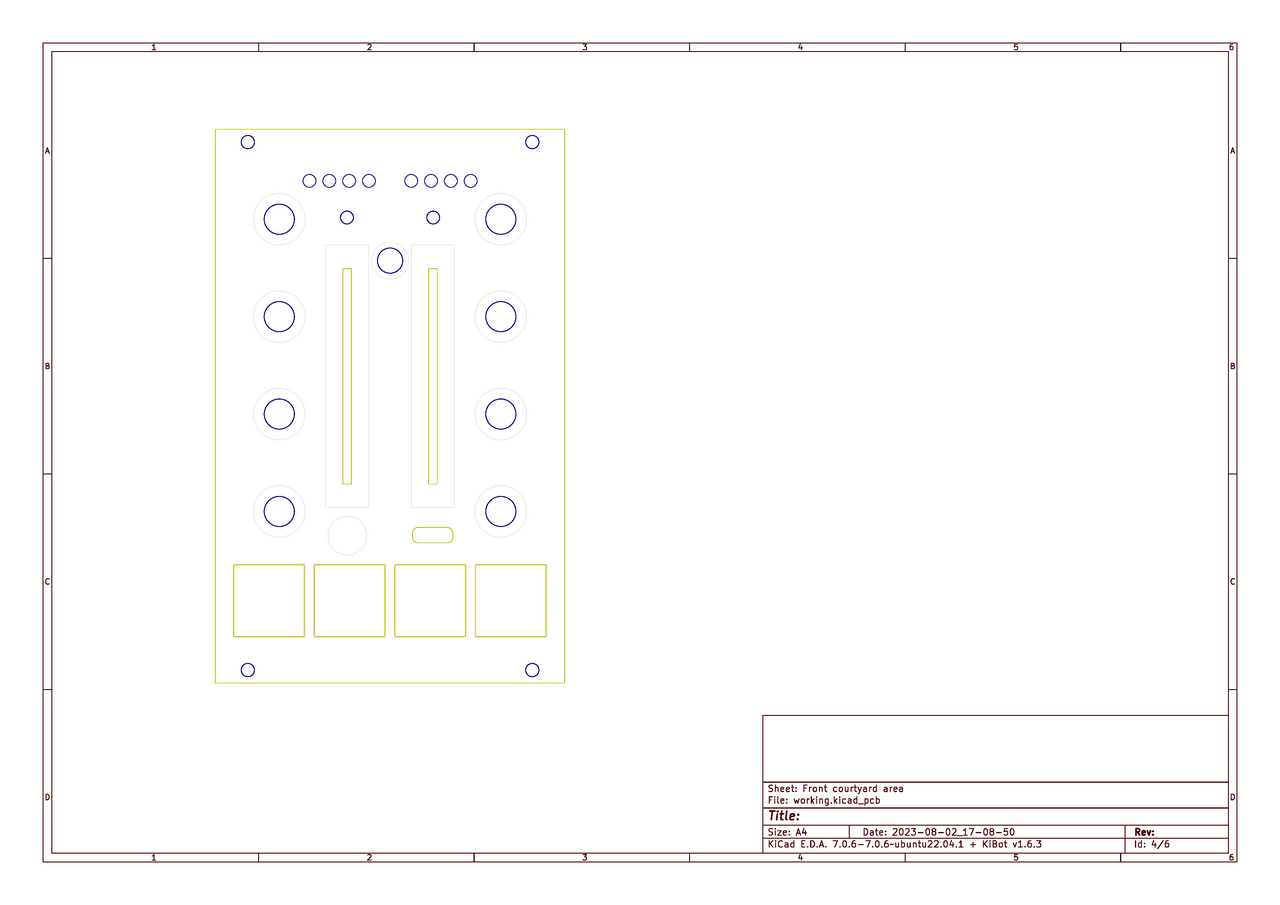 1 2 3 4 5 6
A A
B B
C C
D D
Sheet: Front courtyard area
File: working.kicad_pcb
Title:
Size: A4 Date: 2023-08-02_17-08-50 Rev:
KiCad E.D.A. 7.0.6-7.0.6~ubuntu22.04.1 + KiBot v1.6.3 Id: 4/6
1 2 3 4 5 6